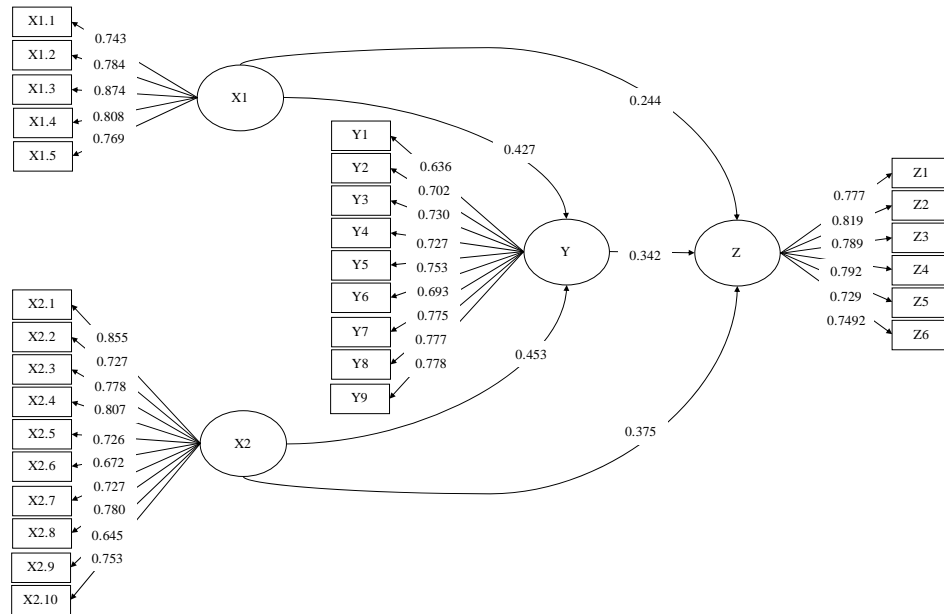 X1.1
X1.2
X1.3
X1.4
X1.5
0.743
0.784
0.874
0.808
0.769
X1
0.244
0.427
Y1
Y2
Y3
Y4
Y5
Y6
Y7
Y8
Y9
0.636
0.702
0.730
0.727
0.753
0.693
0.775
0.777
0.778
Y
0.342
Z
0.777
0.819
0.789
0.792
0.729
0.7492
Z1
Z2
Z3
Z4
Z5
Z6
X2.1
X2.2
X2.3
X2.4
X2.5
X2.6
X2.7
X2.8
X2.9
X2.10
0.855
0.727
0.778
0.807
0.726
0.672
0.727
0.780
0.645
0.753
X2
0.453
0.375